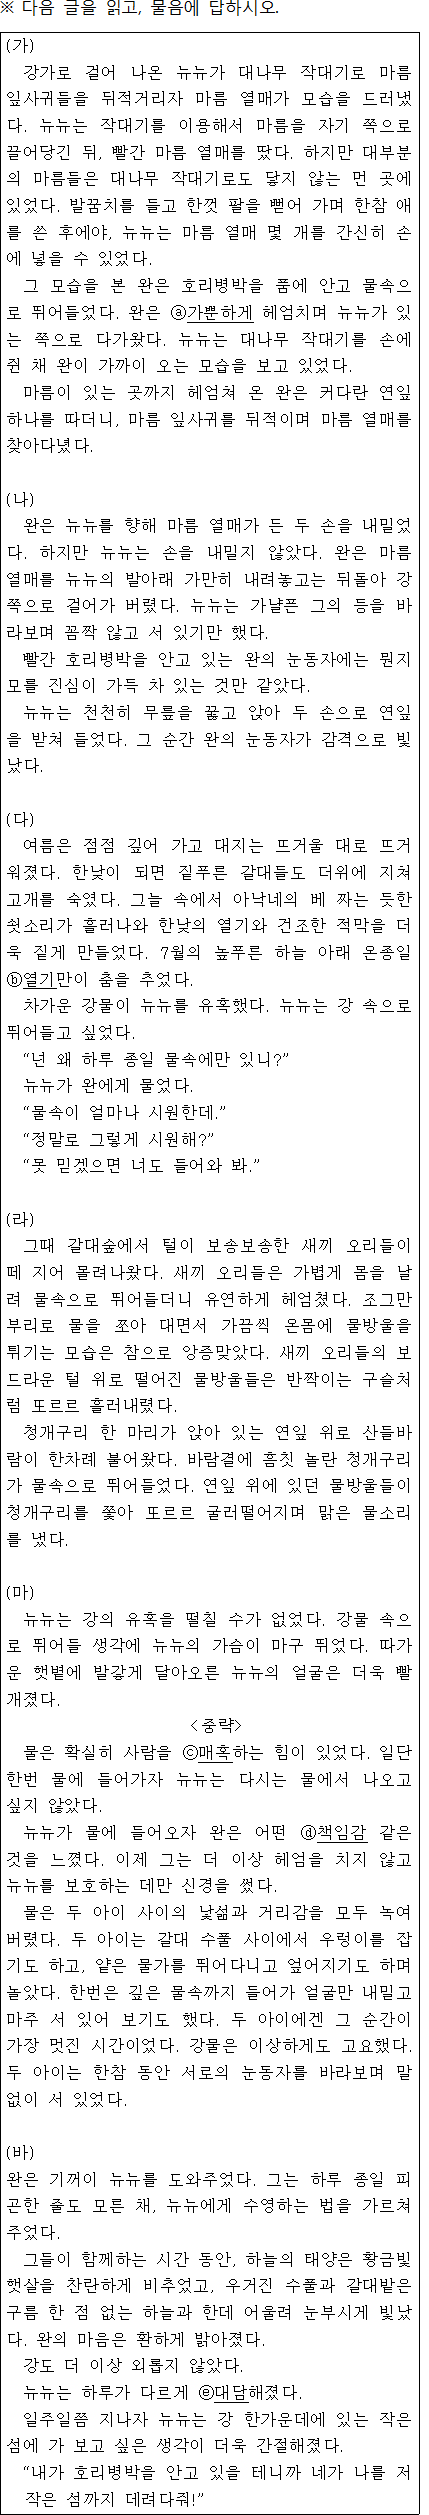 ※ 다음 글을 읽고, 물음에 답하시오.
(가)
강가로 걸어 나온 뉴뉴가 대나무 작대기로 마름
잎사귀들을 뒤적거리자 마름 열매가 모습을 드러냈
다. 뉴뉴는 작대기를 이용해서 마름을 자기 쪽으로
끌어당긴 뒤, 빨간 마름 열매를 땄다. 하지만 대부분
의 마름들은 대나무 작대기로도 닿지 않는 먼 곳에
있었다. 발꿈치를 들고 한껏 팔을 뻗어 가며 한참 애
를 쓴 후에야, 뉴뉴는 마름 열매 몇 개를 간신히 손
에 넣을 수 있었다.
그 모습을 본 완은 호리병박을 품에 안고 물속으
로 뛰어들었다. 완은 ⓐ가뿐하게 헤엄치며 뉴뉴가 있
는 쪽으로 다가왔다. 뉴뉴는 대나무 작대기를 손에
쥔 채 완이 가까이 오는 모습을 보고 있었다.
마름이 있는 곳까지 헤엄쳐 온 완은 커다란 연잎
하나를 따더니, 마름 잎사귀를 뒤적이며 마름 열매를
찾아다녔다.
(나)
완은 뉴뉴를 향해 마름 열매가 든 두 손을 내밀었
다. 하지만 뉴뉴는 손을 내밀지 않았다. 완은 마름
열매를 뉴뉴의 발아래 가만히 내려놓고는 뒤돌아 강
쪽으로 걸어가 버렸다. 뉴뉴는 가냘픈 그의 등을 바
라보며 꼼짝 않고 서 있기만 했다.
빨간 호리병박을 안고 있는 완의 눈동자에는 뭔지
모를 진심이 가득 차 있는 것만 같았다.
뉴뉴는 천천히 무릎을 꿇고 앉아 두 손으로 연잎
을 받쳐 들었다. 그 순간 완의 눈동자가 감격으로 빛
났다.
(다)
여름은 점점 깊어 가고 대지는 뜨거울 대로 뜨거
워졌다. 한낮이 되면 짙푸른 갈대들도 더위에 지쳐
고개를 숙였다. 그늘 속에서 아낙네의 베 짜는 듯한
쇳소리가 흘러나와 한낮의 열기와 건조한 적막을 더
욱 짙게 만들었다. 7월의 높푸른 하늘 아래 온종일
ⓑ열기만이 춤을 추었다.
차가운 강물이 뉴뉴를 유혹했다. 뉴뉴는 강 속으로
뛰어들고 싶었다.
“넌 왜 하루 종일 물속에만 있니?”
뉴뉴가 완에게 물었다.
“물속이 얼마나 시원한데.”
“정말로 그렇게 시원해?”
“못 믿겠으면 너도 들어와 봐.”
(라)
그때 갈대숲에서 털이 보송보송한 새끼 오리들이
떼 지어 몰려나왔다. 새끼 오리들은 가볍게 몸을 날
려 물속으로 뛰어들더니 유연하게 헤엄쳤다. 조그만
부리로 물을 쪼아 대면서 가끔씩 온몸에 물방울을
튀기는 모습은 참으로 앙증맞았다. 새끼 오리들의 보
드라운 털 위로 떨어진 물방울들은 반짝이는 구슬처
럼 또르르 흘러내렸다.
청개구리 한 마리가 앉아 있는 연잎 위로 산들바
람이 한차례 불어왔다. 바람결에 흠칫 놀란 청개구리
가 물속으로 뛰어들었다. 연잎 위에 있던 물방울들이
청개구리를 쫓아 또르르 굴러떨어지며 맑은 물소리
를 냈다.
(마)
뉴뉴는 강의 유혹을 떨칠 수가 없었다. 강물 속으
로 뛰어들 생각에 뉴뉴의 가슴이 마구 뛰었다. 따가
운 햇볕에 발갛게 달아오른 뉴뉴의 얼굴은 더욱 빨
개졌다.
<중략>
물은 확실히 사람을 ⓒ매혹하는 힘이 있었다. 일단
한번 물에 들어가자 뉴뉴는 다시는 물에서 나오고
싶지 않았다.
뉴뉴가 물에 들어오자 완은 어떤 ⓓ책임감 같은
것을 느꼈다. 이제 그는 더 이상 헤엄을 치지 않고
뉴뉴를 보호하는 데만 신경을 썼다.
물은 두 아이 사이의 낯섦과 거리감을 모두 녹여
버렸다. 두 아이는 갈대 수풀 사이에서 우렁이를 잡
기도 하고, 얕은 물가를 뛰어다니고 엎어지기도 하며
놀았다. 한번은 깊은 물속까지 들어가 얼굴만 내밀고
마주 서 있어 보기도 했다. 두 아이에겐 그 순간이
가장 멋진 시간이었다. 강물은 이상하게도 고요했다.
두 아이는 한참 동안 서로의 눈동자를 바라보며 말
없이 서 있었다.
(바)
완은 기꺼이 뉴뉴를 도와주었다. 그는 하루 종일 피
곤한 줄도 모른 채, 뉴뉴에게 수영하는 법을 가르쳐
주었다.
그들이 함께하는 시간 동안, 하늘의 태양은 황금빛
햇살을 찬란하게 비추었고, 우거진 수풀과 갈대밭은
구름 한 점 없는 하늘과 한데 어울려 눈부시게 빛났
다. 완의 마음은 환하게 밝아졌다.
강도 더 이상 외롭지 않았다.
뉴뉴는 하루가 다르게 ⓔ대담해졌다.
일주일쯤 지나자 뉴뉴는 강 한가운데에 있는 작은
섬에 가 보고 싶은 생각이 더욱 간절해졌다.
“내가 호리병박을 안고 있을 테니까 네가 나를 저
작은 섬까지 데려다줘!”